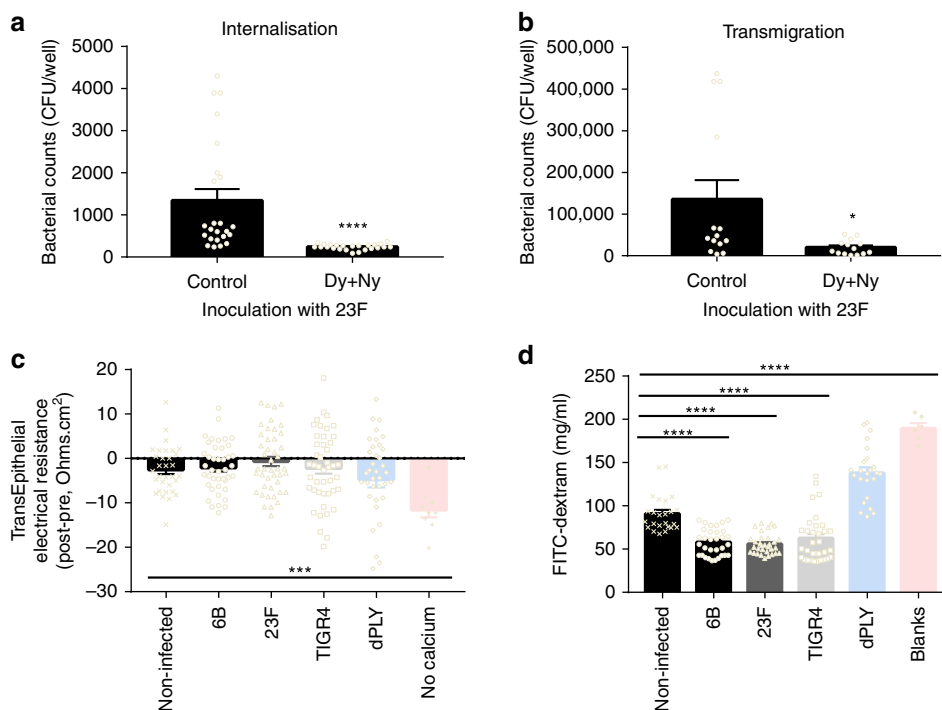 a
Internalisation
Bacterial counts (CFU/well)
5000
4000
3000
2000
1000
0
****
Control
Dy+Ny
Inoculation with 23F
b
Transmigration
Bacterial counts (CFU/well)
500,000
400,000
300,000
200,000
100,000
0
*
Control
Dy+Ny
Inoculation with 23F
c
TransEpithelial
electrical resistance
(post-pre, Ohms.cm²)
20
10
0
–10
–20
–30
***
Non-infected
6B
23F
TIGR4
dPLY
No calcium
d
FITC-dextran (mg/ml)
250
200
150
100
50
0
****
****
****
****
Non-infected
6B
23F
TIGR4
dPLY
Blanks